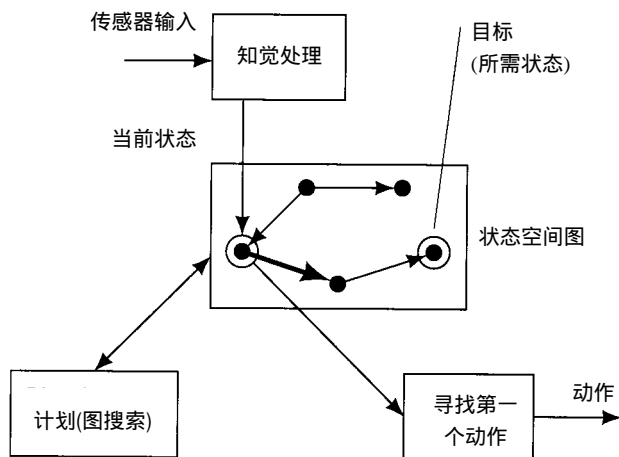 传感器输入
知觉处理
目标
(所需状态)
当前状态
状态空间图
计划(图搜索)
寻找第一
个动作
动作